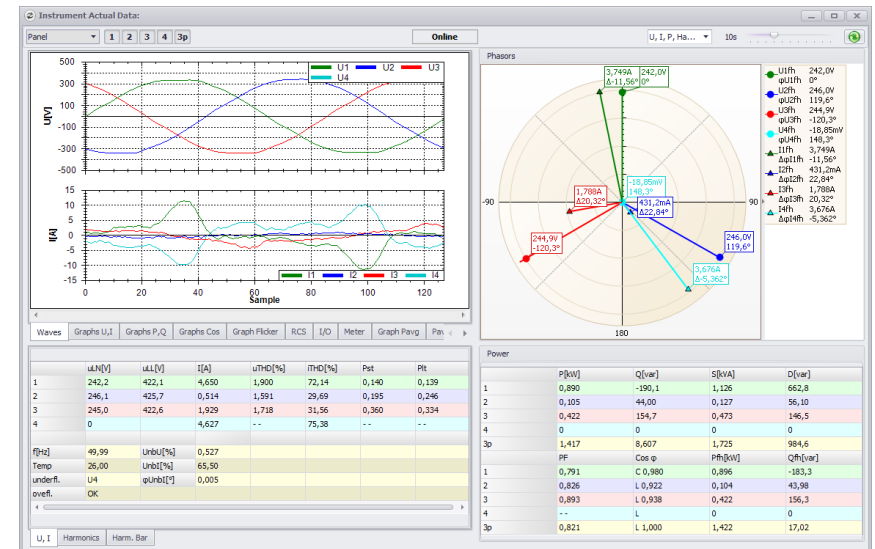 Instrument Actual Data:
Panel 1 2 3 4 3p Online U, I, P, Ha... 10s
U1 U2 U3
U4
U[V]
500
300
100
-100
-300
-500
I[A]
15
10
5
0
-5
-10
-15
I1 I2 I3 I4
0 20 40 60 80 100 120
Sample
Waves Graphs U,I Graphs P,Q Graphs Cos Graph Flicker RCS I/O Meter Graph Pavg Pav
Phasors
3,749A 242,0V
Δ-11,56° 0°
-90
90
180
1,788A
Δ20,32°
-18,85mV
148,3°
431,2mA
Δ22,84°
244,9V
-120,3°
246,0V
119,6°
3,676A
Δ-5,362°
U1fh 242,0V
φU1fh 0°
U2fh 246,0V
φU2fh 119,6°
U3fh 244,9V
φU3fh -120,3°
U4fh -18,85mV
φU4fh 148,3°
I1fh 3,749A
ΔφI1fh -11,56°
I2fh 431,2mA
ΔφI2fh 22,84°
I3fh 1,788A
ΔφI3fh 20,32°
I4fh 3,676A
ΔφI4fh -5,362°
uLN[V] uLL[V] I[A] uTHD[%] iTHD[%] Pst Plt
1 242,2 422,1 4,650 1,900 72,14 0,140 0,139
2 246,1 425,7 0,514 1,591 29,69 0,195 0,246
3 245,0 422,6 1,929 1,718 31,56 0,360 0,334
4 0 4,627 - - 75,38 - - - -
f[Hz] 49,99 UnbU[%] 0,527
Temp 26,00 UnbI[%] 65,50
underfl. U4 φUnbI[°] 0,005
ovefl. OK
U, I Harmonics Harm. Bar
Power
P[kW] Q[var] S[kVA] D[var]
1 0,890 -190,1 1,126 662,8
2 0,105 44,00 0,127 56,10
3 0,422 154,7 0,473 146,5
4 0 0 0 0
3p 1,417 8,607 1,725 984,6
PF Cos φ Pfh[kW] Qfh[var]
1 0,791 C 0,980 0,896 -183,3
2 0,826 L 0,922 0,104 43,98
3 0,893 L 0,938 0,422 156,3
4 - - L 0 0
3p 0,821 L 1,000 1,422 17,02